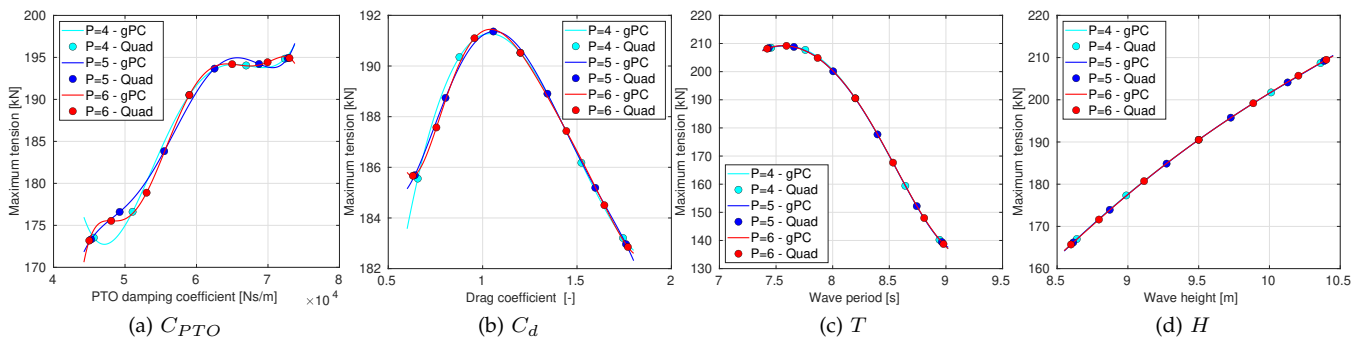 Maximum tension [kN]
200
195
190
185
180
175
170
4
5
6
7
8
×10⁴
PTO damping coefficient [Ns/m]
P=4 - gPC
P=4 - Quad
P=5 - gPC
P=5 - Quad
P=6 - gPC
P=6 - Quad
(a) C_PTO
Maximum tension [kN]
192
190
188
186
184
182
0.5
1
1.5
2
Drag coefficient [-]
P=4 - gPC
P=4 - Quad
P=5 - gPC
P=5 - Quad
P=6 - gPC
P=6 - Quad
(b) C_d
Maximum tension [kN]
220
210
200
190
180
170
160
150
140
130
7
7.5
8
8.5
9
9.5
Wave period [s]
P=4 - gPC
P=4 - Quad
P=5 - gPC
P=5 - Quad
P=6 - gPC
P=6 - Quad
(c) T
Maximum tension [kN]
220
210
200
190
180
170
160
8.5
9
9.5
10
10.5
Wave height [m]
P=4 - gPC
P=4 - Quad
P=5 - gPC
P=5 - Quad
P=6 - gPC
P=6 - Quad
(d) H